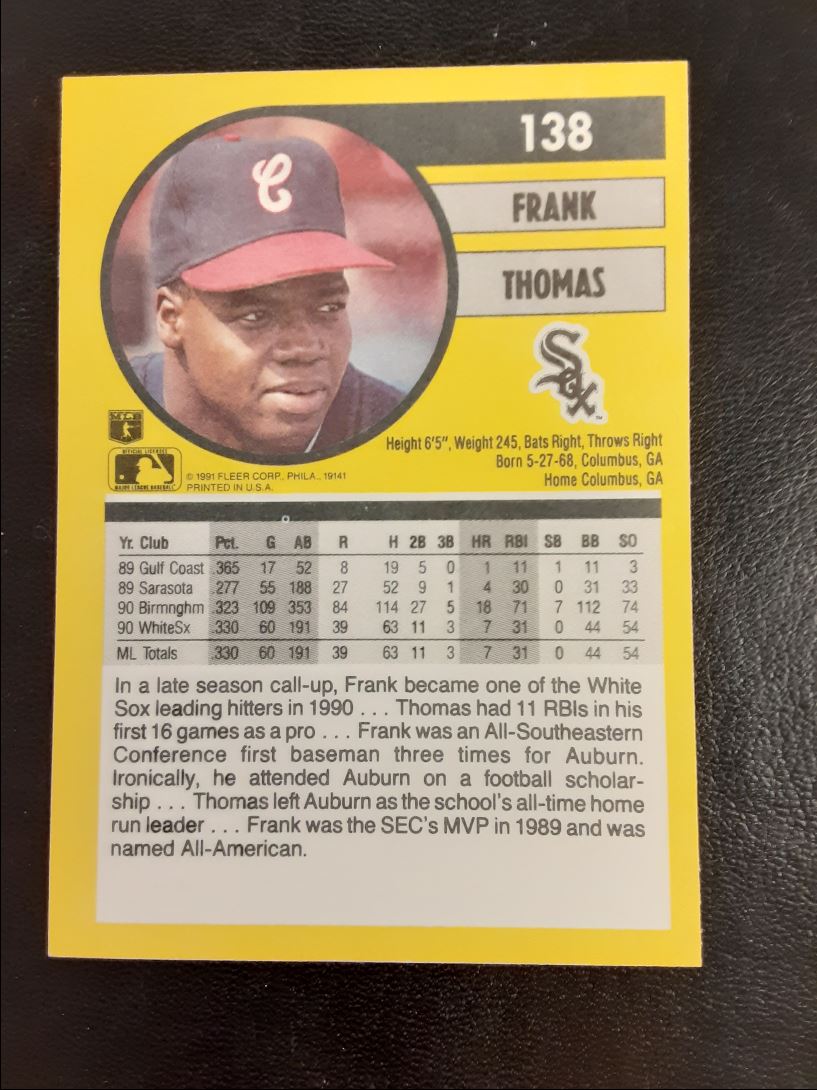 138
FRANK
THOMAS
C
Sox
MLB
OFFICIAL LICENSEE
MAJOR LEAGUE BASEBALL
Height 6'5", Weight 245, Bats Right, Throws Right
Born 5-27-68, Columbus, GA
Home Columbus, GA
© 1991 FLEER CORP., PHILA., 19141
PRINTED IN U.S.A.
Yr. Club Pct. G AB R H 2B 3B HR RBI SB BB SO
89 Gulf Coast .365 17 52 8 19 5 0 1 11 1 11 3
89 Sarasota .277 55 188 27 52 9 1 4 30 0 31 33
90 Birmnghm .323 109 353 84 114 27 5 18 71 7 112 74
90 WhiteSx .330 60 191 39 63 11 3 7 31 0 44 54
ML Totals .330 60 191 39 63 11 3 7 31 0 44 54
In a late season call-up, Frank became one of the White
Sox leading hitters in 1990 . . . Thomas had 11 RBIs in his
first 16 games as a pro . . . Frank was an All-Southeastern
Conference first baseman three times for Auburn.
Ironically, he attended Auburn on a football scholar-
ship . . . Thomas left Auburn as the school's all-time home
run leader . . . Frank was the SEC's MVP in 1989 and was
named All-American.